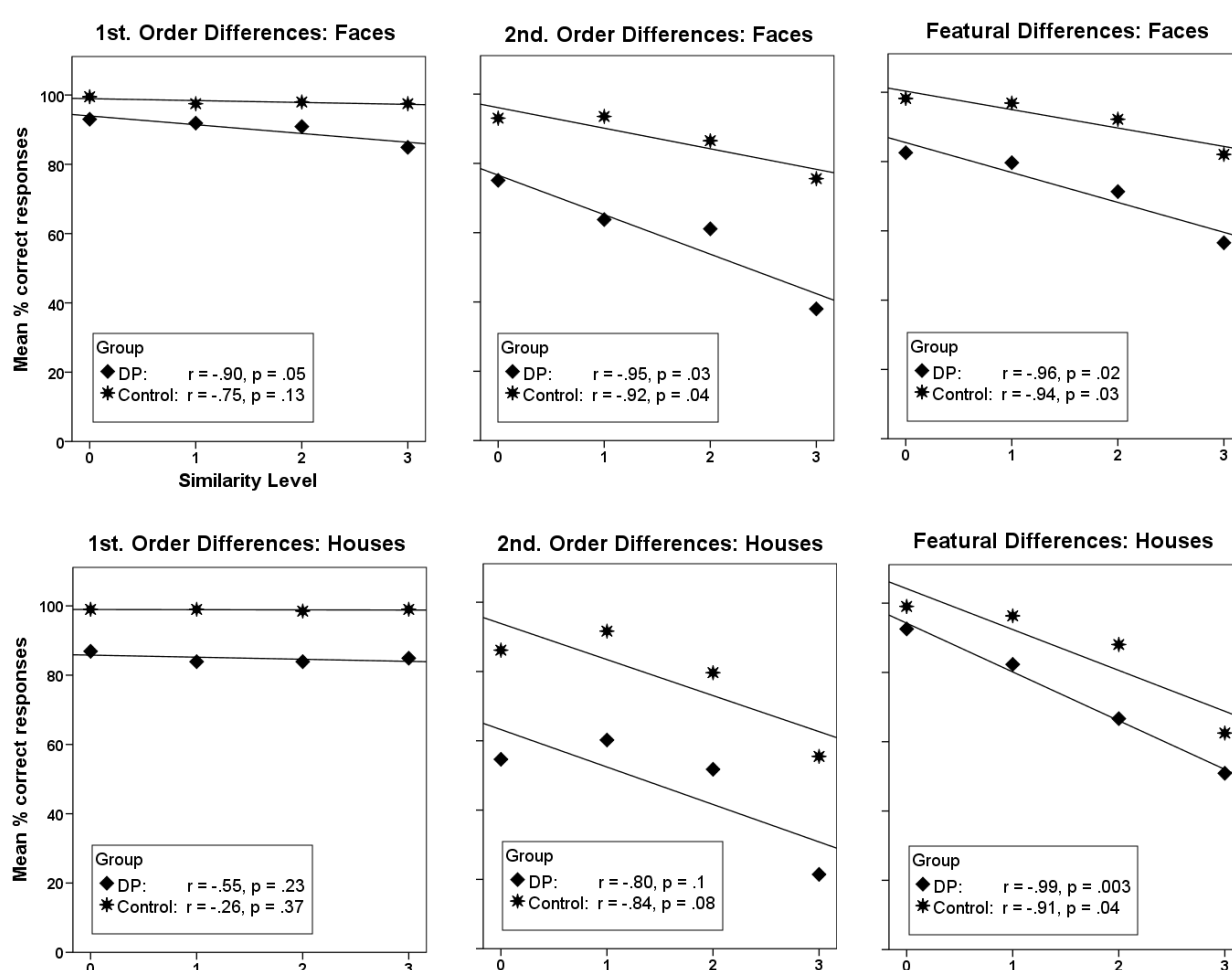 1st. Order Differences: Faces
2nd. Order Differences: Faces
Featural Differences: Faces
Mean % correct responses
100
80
60
40
20
0
Group
DP: r = -.90, p = .05
Control: r = -.75, p = .13
0 1 2 3
Similarity Level
Group
DP: r = -.95, p = .03
Control: r = -.92, p = .04
0 1 2 3
Group
DP: r = -.96, p = .02
Control: r = -.94, p = .03
0 1 2 3
1st. Order Differences: Houses
2nd. Order Differences: Houses
Featural Differences: Houses
Mean % correct responses
100
80
60
40
20
0
Group
DP: r = -.55, p = .23
Control: r = -.26, p = .37
0 1 2 3
Group
DP: r = -.80, p = .1
Control: r = -.84, p = .08
0 1 2 3
Group
DP: r = -.99, p = .003
Control: r = -.91, p = .04
0 1 2 3